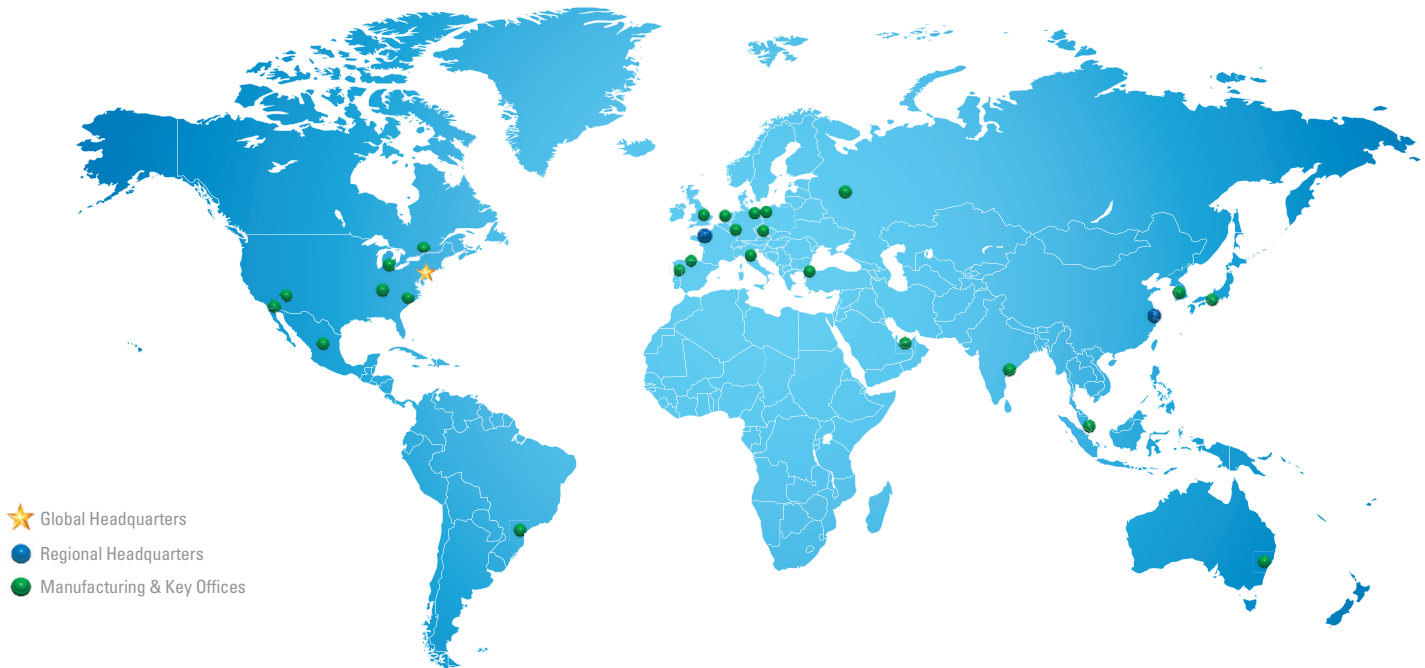 Global Headquarters
Regional Headquarters
Manufacturing & Key Offices